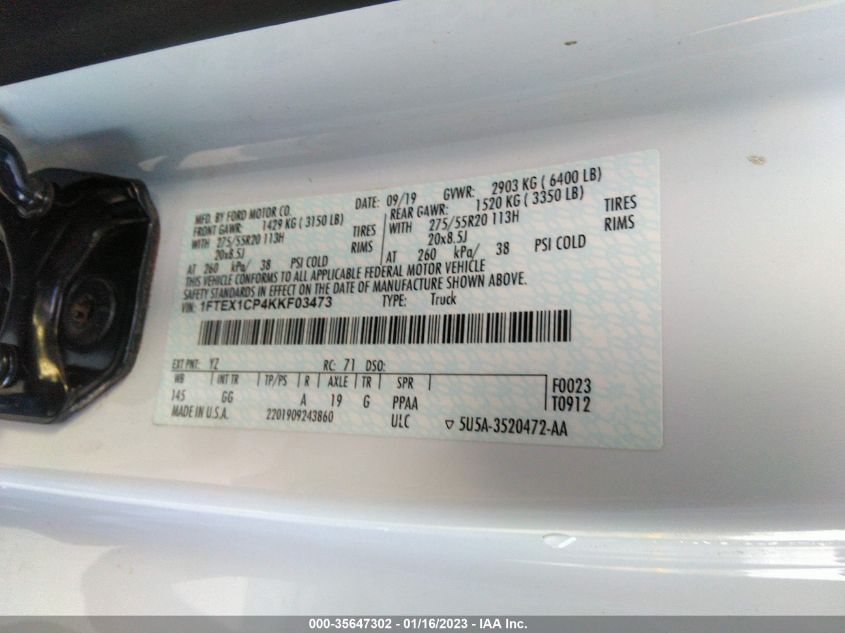 MFD. BY FORD MOTOR CO. DATE: 09/19 GVWR: 2903 KG ( 6400 LB)
FRONT GAWR: 1429 KG ( 3150 LB) REAR GAWR: 1520 KG ( 3350 LB)
WITH 275/55R20 113H TIRES WITH 275/55R20 113H TIRES
20x8.5J RIMS 20x8.5J RIMS
AT 260 kPa/ 38 PSI COLD AT 260 kPa/ 38 PSI COLD
THIS VEHICLE CONFORMS TO ALL APPLICABLE FEDERAL MOTOR VEHICLE
SAFETY STANDARDS IN EFFECT ON THE DATE OF MANUFACTURE SHOWN ABOVE.
VIN: 1FTEX1CP4KKF03473 TYPE: Truck
EXT PNT: YZ RC: 71 DSO:
WB INT TR TP/PS R AXLE TR SPR F0023
145 GG A 19 G PPAA T0912
MADE IN U.S.A. 2201909243860 ULC ▽ 5U5A-3520472-AA
000-35647302 - 01/16/2023 - IAA Inc.